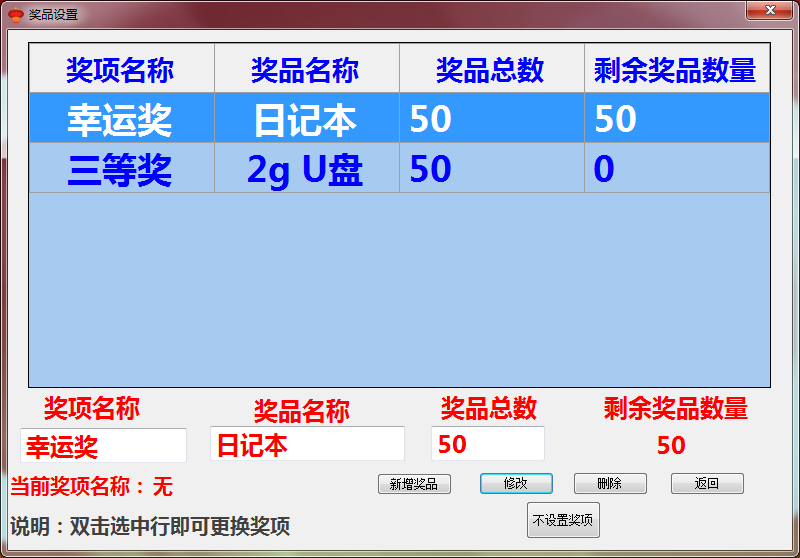 奖品设置
奖项名称 奖品名称 奖品总数 剩余奖品数量
幸运奖 日记本 50 50
三等奖 2g U盘 50 0
奖项名称 奖品名称 奖品总数 剩余奖品数量
幸运奖 日记本 50 50
当前奖项名称：无 新增奖品 修改 删除 返回
说明：双击选中行即可更换奖项 不设置奖项